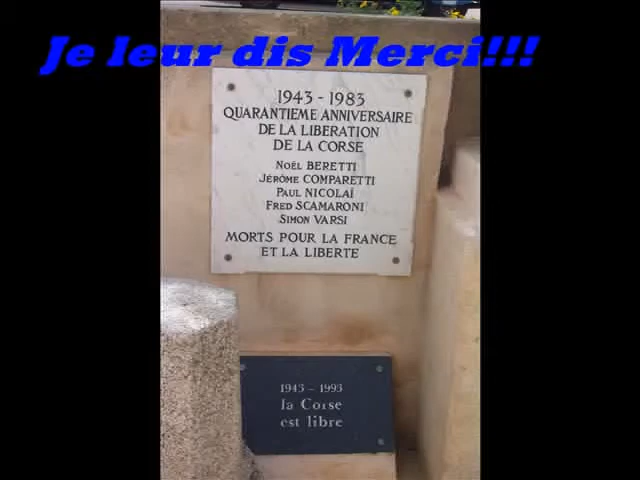 Je leur dis Merci!!!
1943 - 1983
QUARANTIEME ANNIVERSAIRE
DE LA LIBERATION
DE LA CORSE
NOËL BERETTI
JÉRÔME COMPARETTI
PAUL NICOLAÏ
FRED SCAMARONI
SIMON VARSI
MORTS POUR LA FRANCE
ET LA LIBERTE
1943 - 1993
la Corse
est libre